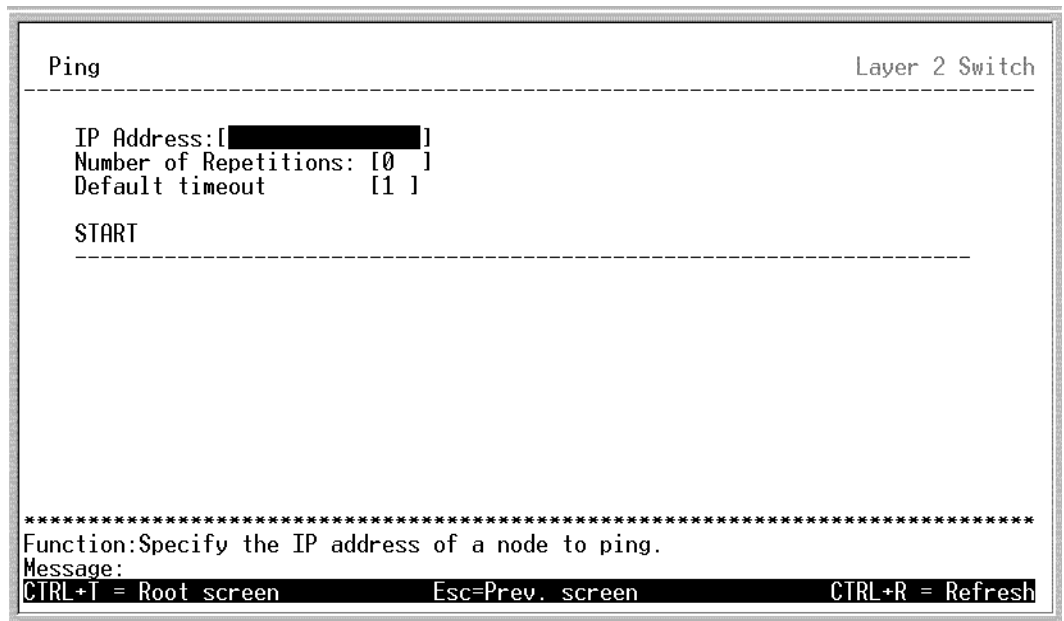 Ping Layer 2 Switch
--------------------------------------------------------------------------------
IP Address:[ ]
Number of Repetitions: [0 ]
Default timeout [1 ]
START
----------------------------------------------------------------------
********************************************************************************
Function:Specify the IP address of a node to ping.
Message:
CTRL+T = Root screen Esc=Prev. screen CTRL+R = Refresh